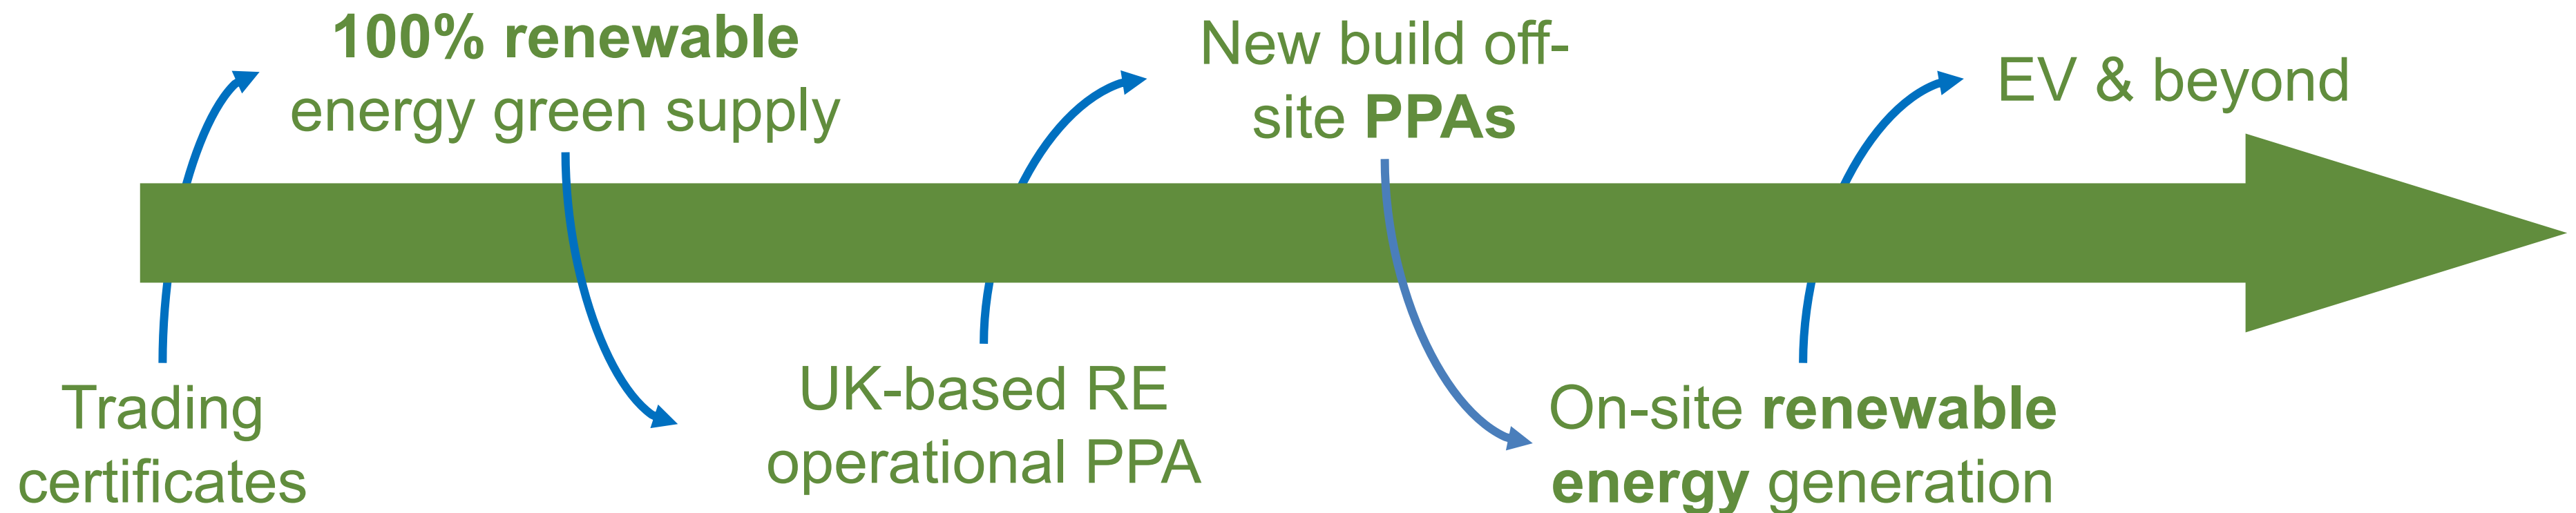 Trading
certificates
100% renewable
energy green supply
UK-based RE
operational PPA
New build off-
site PPAs
On-site renewable
energy generation
EV & beyond